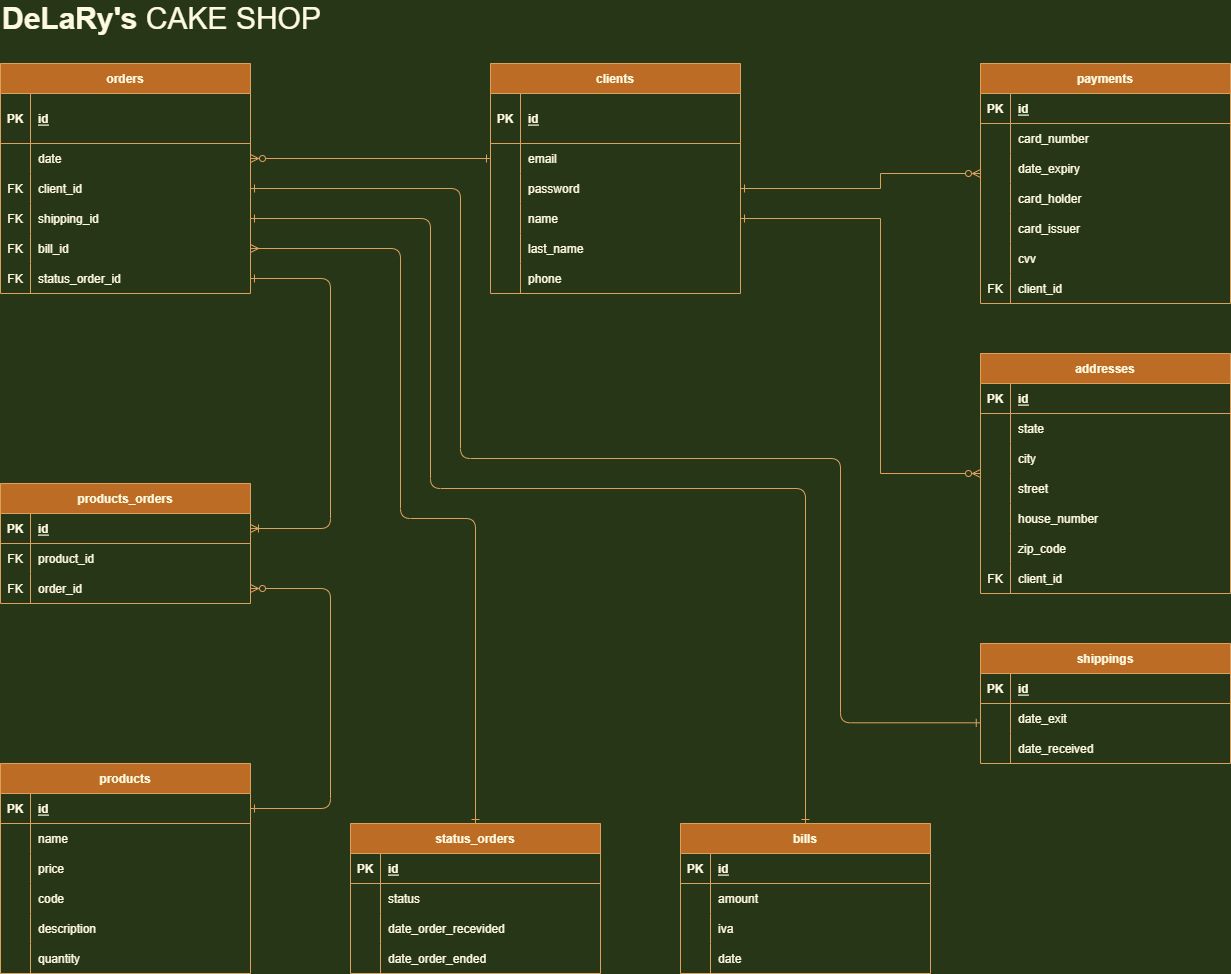 DeLaRy's CAKE SHOP
orders
PK id
date
FK client_id
FK shipping_id
FK bill_id
FK status_order_id
clients
PK id
email
password
name
last_name
phone
payments
PK id
card_number
date_expiry
card_holder
card_issuer
cvv
FK client_id
addresses
PK id
state
city
street
house_number
zip_code
FK client_id
products_orders
PK id
FK product_id
FK order_id
shippings
PK id
date_exit
date_received
products
PK id
name
price
code
description
quantity
status_orders
PK id
status
date_order_recevided
date_order_ended
bills
PK id
amount
iva
date